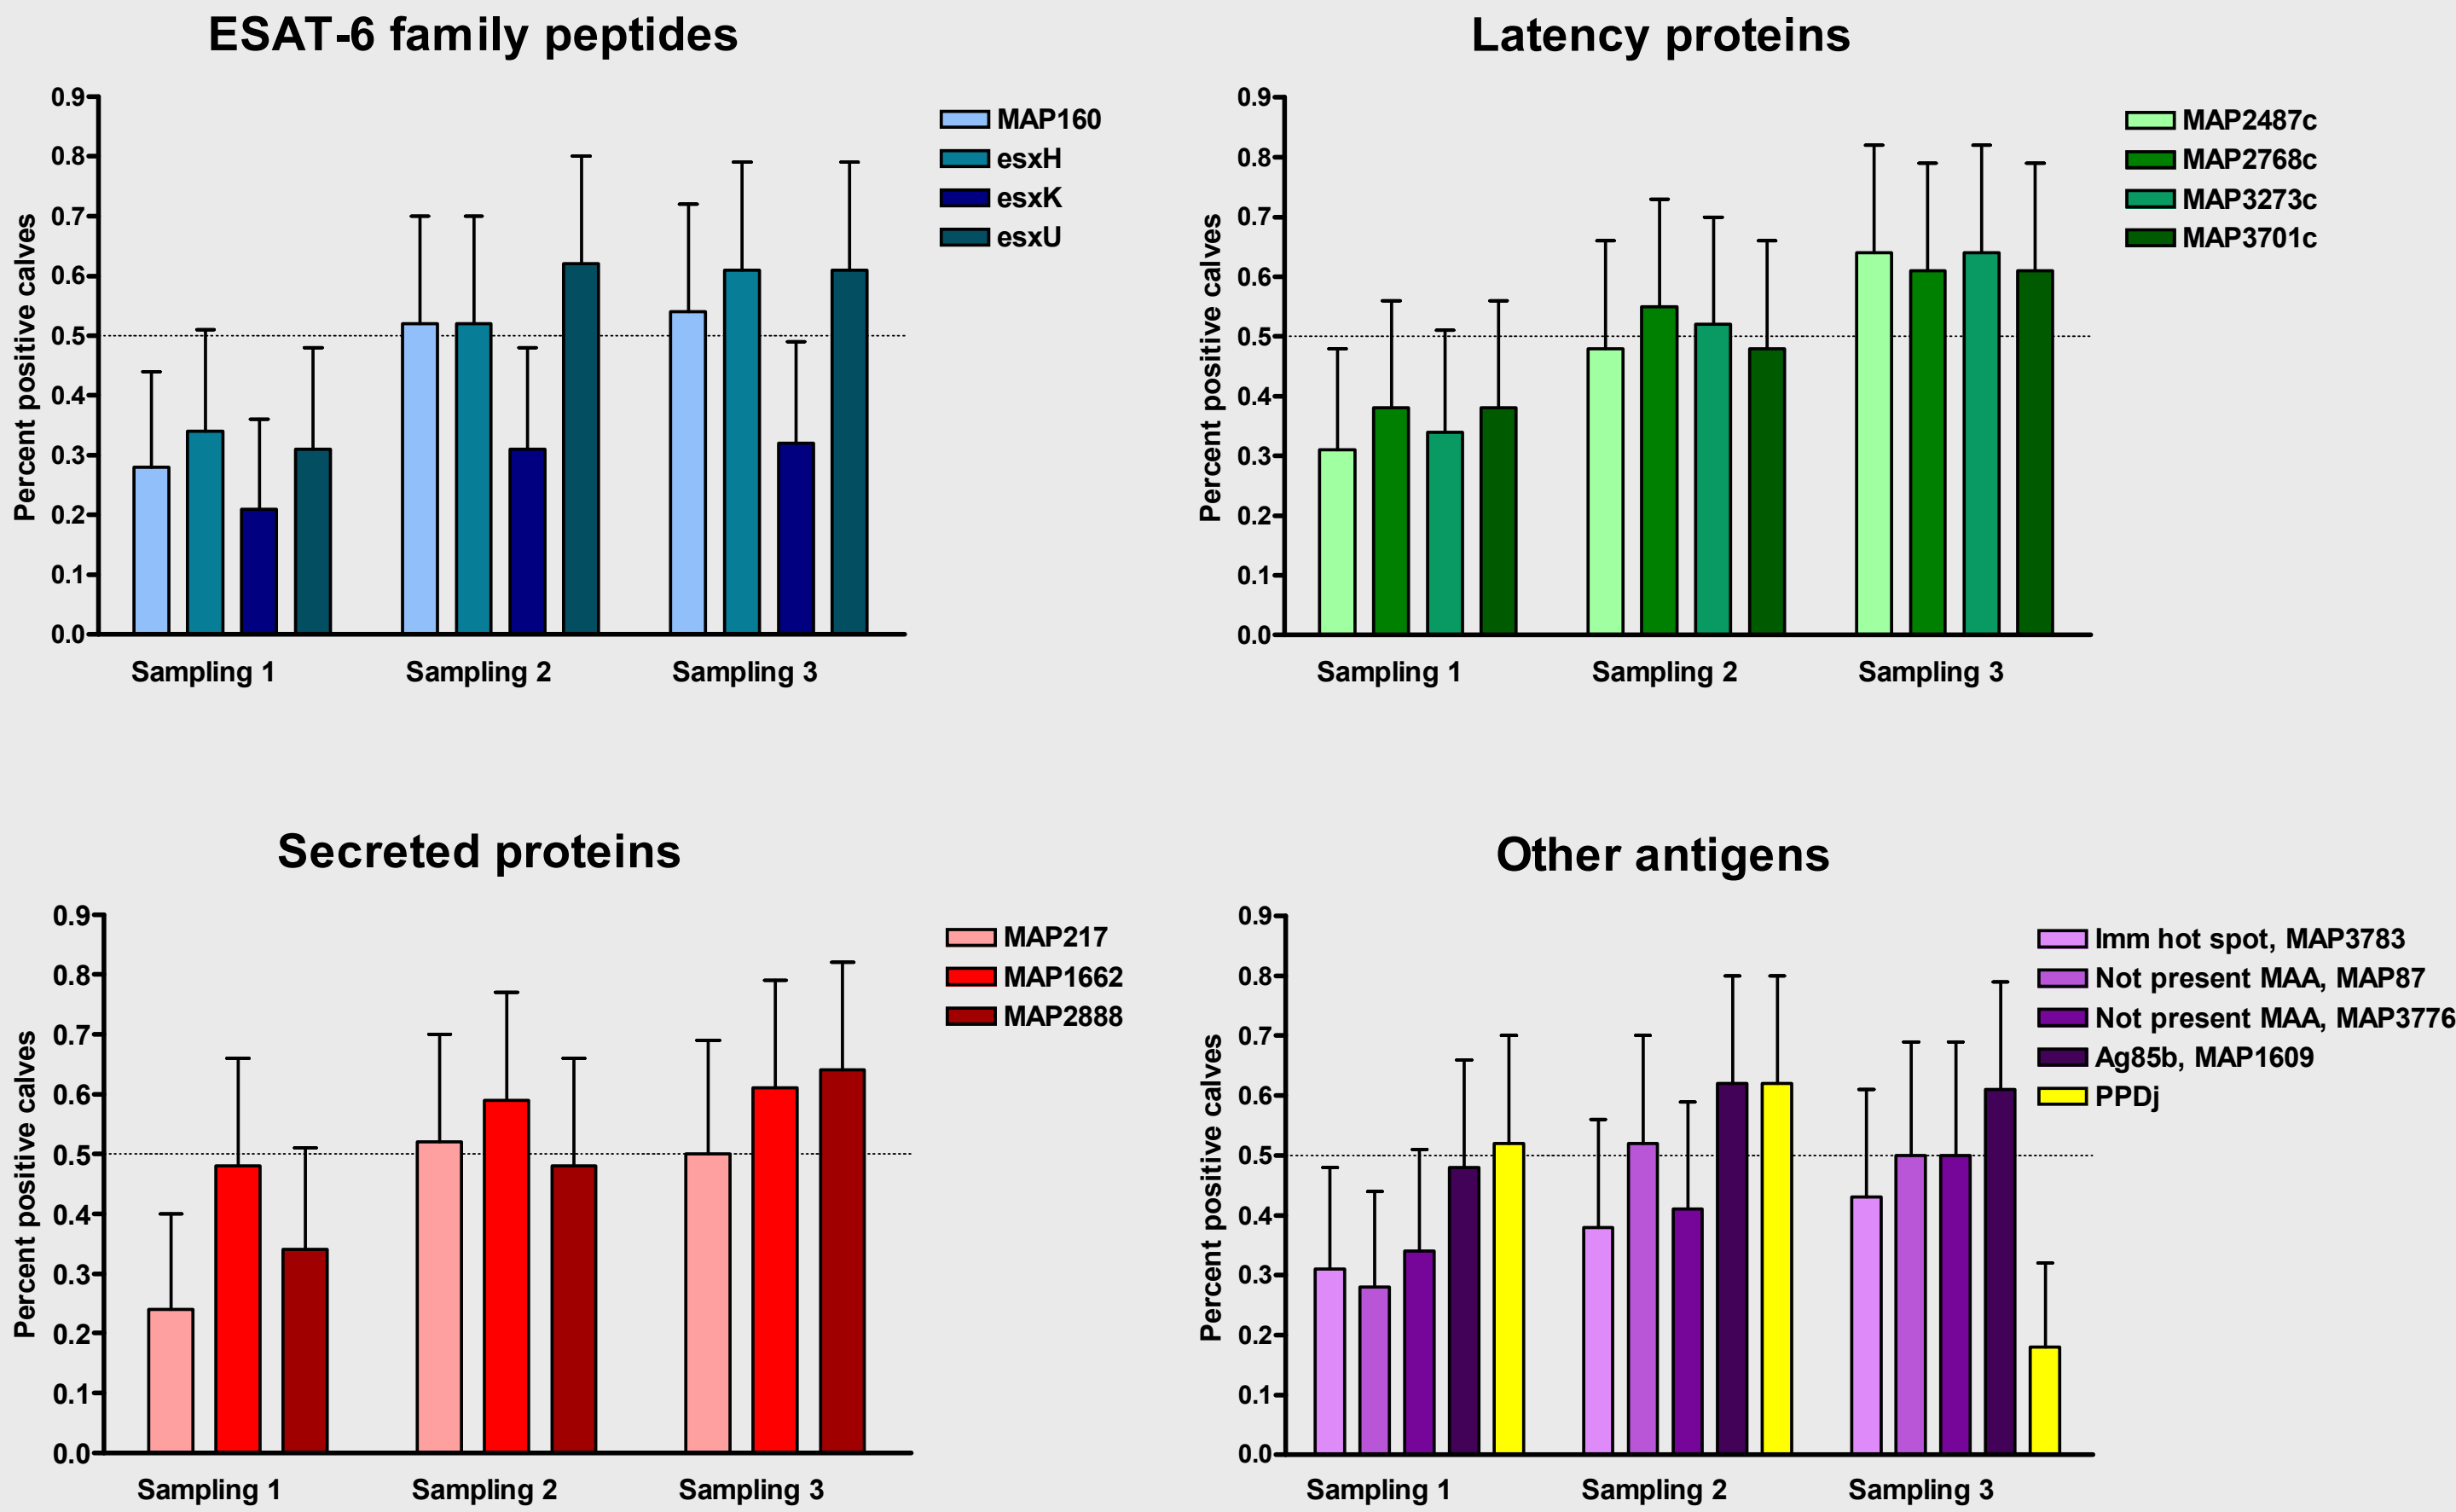 ESAT-6 family peptides
0.9
0.8
0.7
0.6
0.5
0.4
0.3
0.2
0.1
0.0
Percent positive calves
Sampling 1
Sampling 2
Sampling 3
MAP160
esxH
esxK
esxU
Latency proteins
0.9
0.8
0.7
0.6
0.5
0.4
0.3
0.2
0.1
0.0
Percent positive calves
Sampling 1
Sampling 2
Sampling 3
MAP2487c
MAP2768c
MAP3273c
MAP3701c
Secreted proteins
0.9
0.8
0.7
0.6
0.5
0.4
0.3
0.2
0.1
0.0
Percent positive calves
Sampling 1
Sampling 2
Sampling 3
MAP217
MAP1662
MAP2888
Other antigens
0.9
0.8
0.7
0.6
0.5
0.4
0.3
0.2
0.1
0.0
Percent positive calves
Sampling 1
Sampling 2
Sampling 3
Imm hot spot, MAP3783
Not present MAA, MAP87
Not present MAA, MAP3776
Ag85b, MAP1609
PPDj